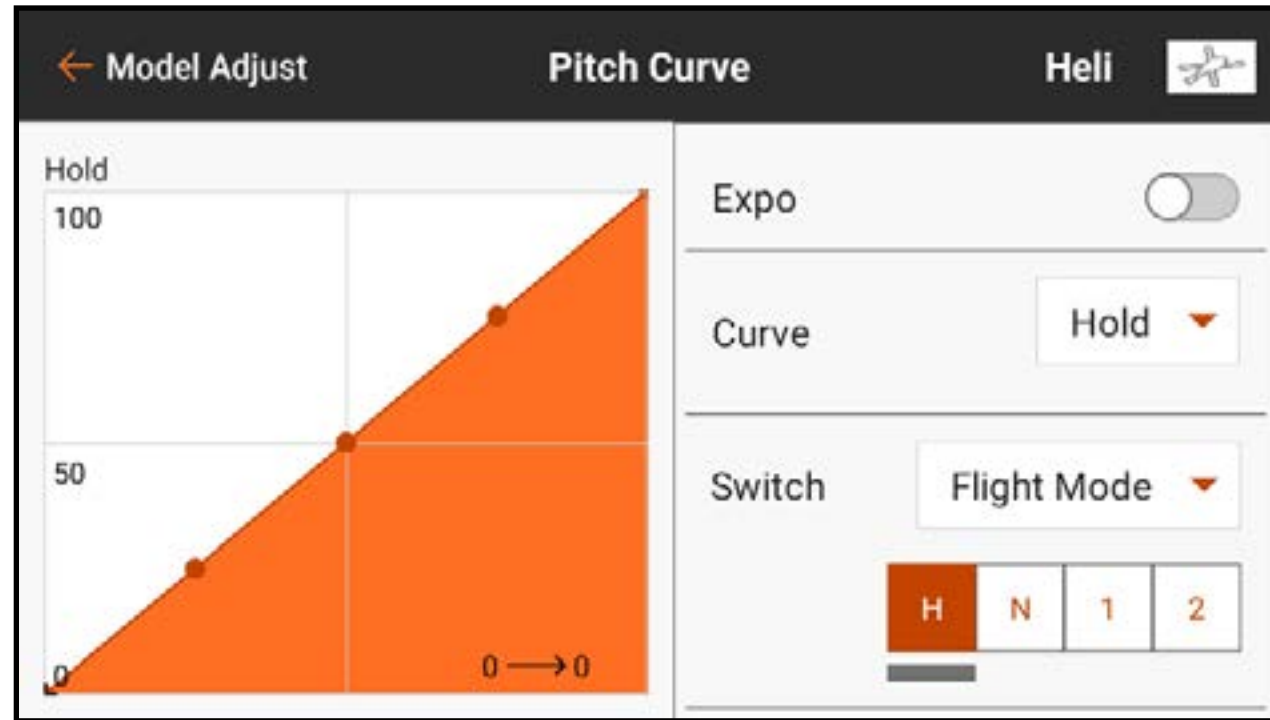 ← Model Adjust Pitch Curve Heli
Hold
100
50
0
0 → 0
Expo
Curve Hold
Switch Flight Mode
H N 1 2